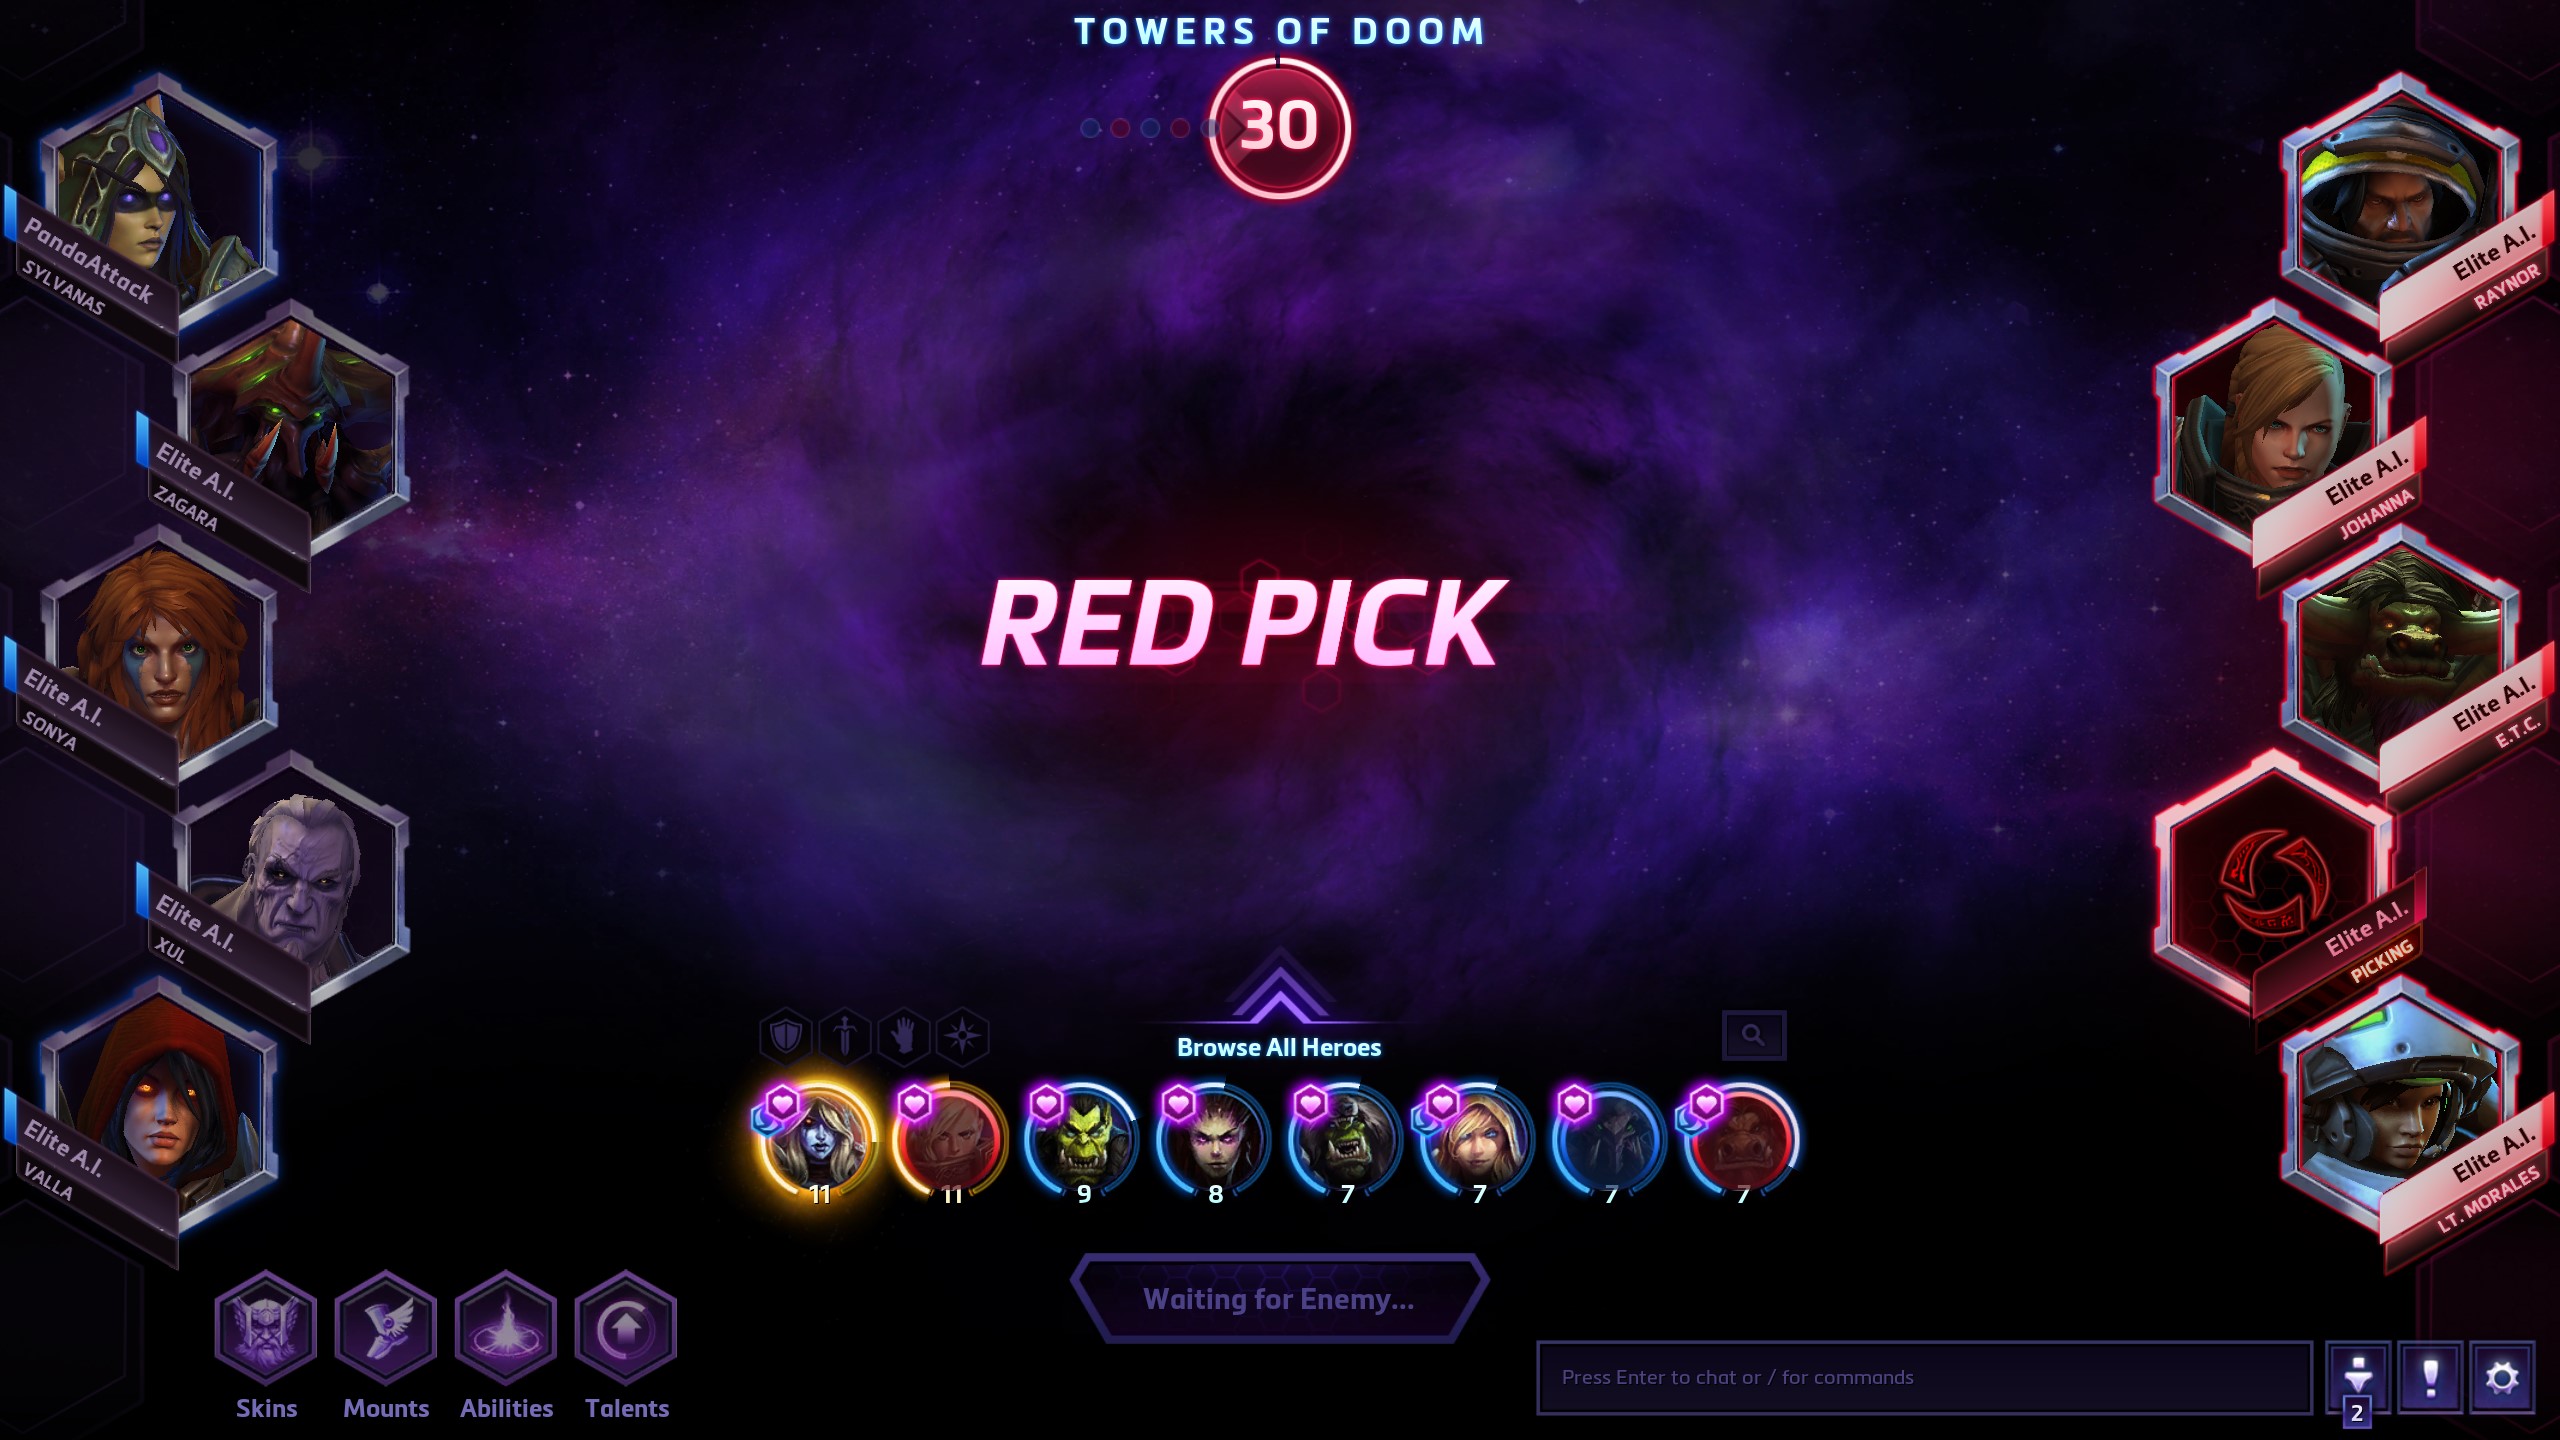 TOWERS OF DOOM
30
PandaAttack
SYLVANAS
Elite A.I.
ZAGARA
Elite A.I.
SONYA
Elite A.I.
XUL
Elite A.I.
VALLA
Elite A.I.
RAYNOR
Elite A.I.
JOHANNA
Elite A.I.
E.T.C.
Elite A.I.
PICKING
Elite A.I.
LT. MORALES
RED PICK
Browse All Heroes
11 11 9 8 7 7 7 7
Waiting for Enemy...
Skins Mounts Abilities Talents
Press Enter to chat or / for commands
2